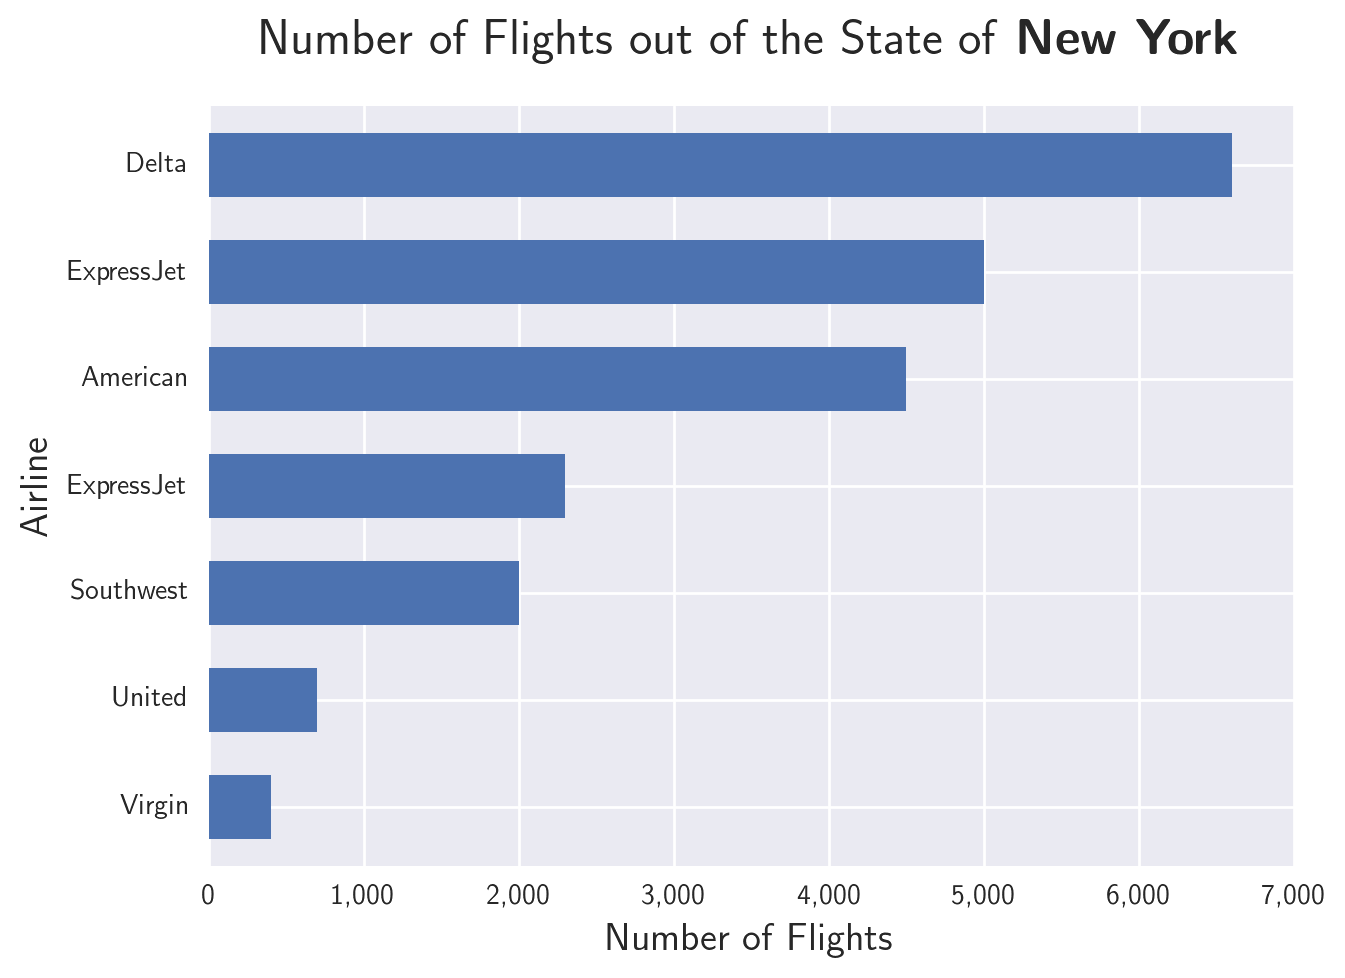 Number of Flights out of the State of New York
Delta
ExpressJet
American
ExpressJet
Southwest
United
Virgin
Airline
0 1,000 2,000 3,000 4,000 5,000 6,000 7,000
Number of Flights